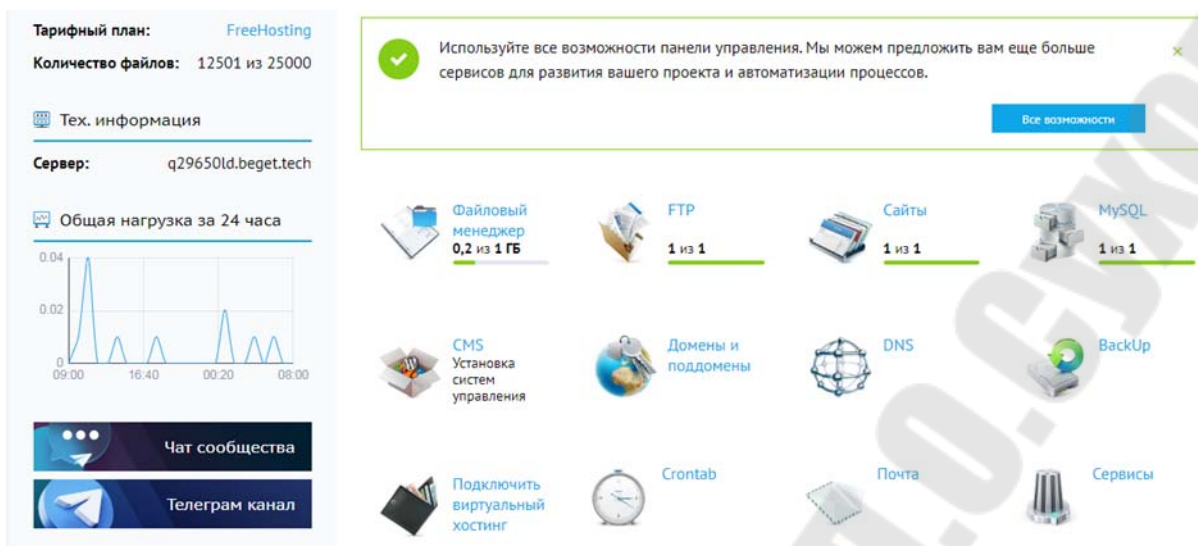 Тарифный план: FreeHosting
Количество файлов: 12501 из 25000
Тех. информация
Сервер: q29650ld.beget.tech
Общая нагрузка за 24 часа
0.04
0.02
0
09:00 16:40 00:20 08:00
Чат сообщества
Телеграм канал
Используйте все возможности панели управления. Мы можем предложить вам еще больше
сервисов для развития вашего проекта и автоматизации процессов.
×
Все возможности
Файловый
менеджер
0,2 из 1 ГБ
FTP
1 из 1
Сайты
1 из 1
MySQL
1 из 1
CMS
Установка
систем
управления
Домены и
поддомены
DNS
BackUp
Подключить
виртуальный
хостинг
Crontab
Почта
Сервисы